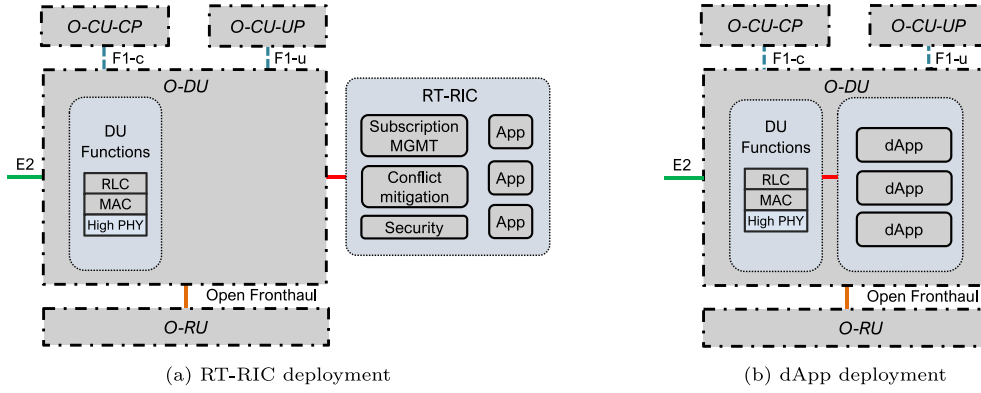 O-CU-CP
O-CU-UP
F1-c
F1-u
O-DU
DU
Functions
RLC
MAC
High PHY
E2
RT-RIC
Subscription
MGMT
App
Conflict
mitigation
App
Security
App
Open Fronthaul
O-RU
(a) RT-RIC deployment
O-CU-CP
O-CU-UP
F1-c
F1-u
O-DU
DU
Functions
RLC
MAC
High PHY
E2
dApp
dApp
dApp
Open Fronthaul
O-RU
(b) dApp deployment